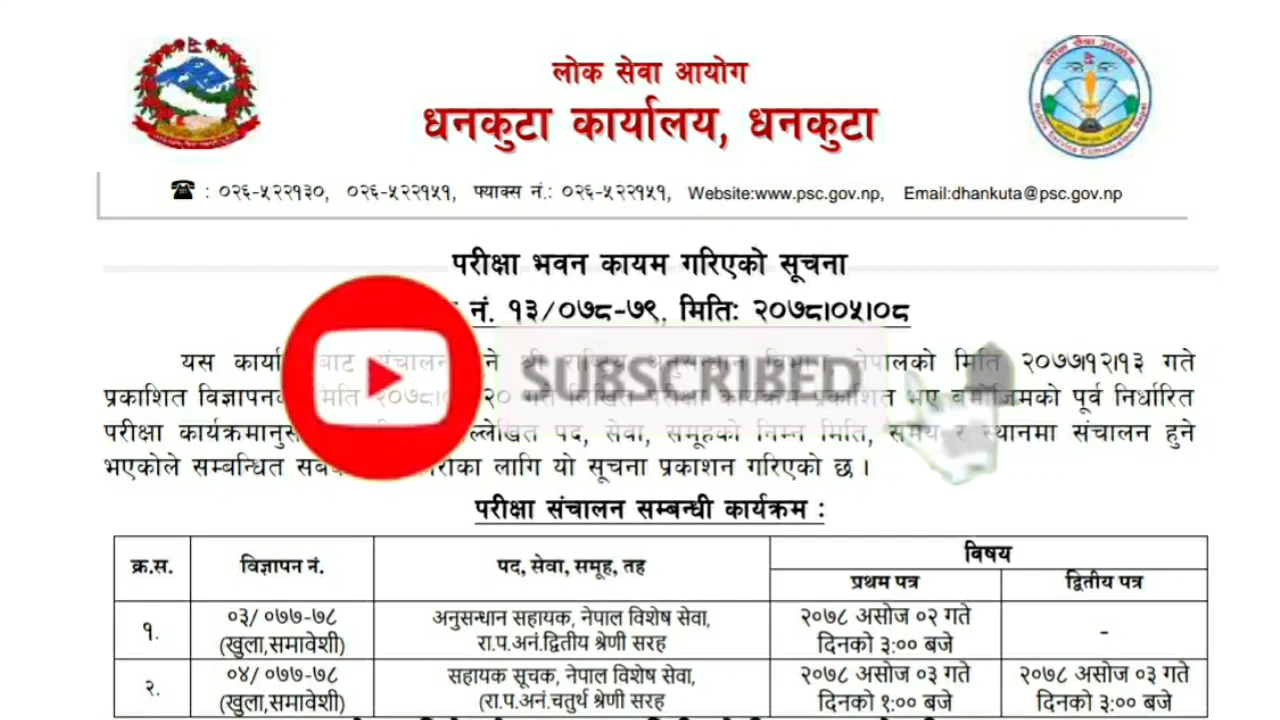 लोक सेवा आयोग
धनकुटा कार्यालय, धनकुटा
☎ : ०२६-५२२१३०, ०२६-५२२१५१, फ्याक्स नं.: ०२६-५२२१५१, Website:www.psc.gov.np, Email:dhankuta@psc.gov.np
परीक्षा भवन कायम गरिएको सूचना
नं. १३/०७८-७९, मितिः २०७८।०५।०८
यस संचालन श्री राष्ट्रिय अनुसन्धान विभाग नेपालको मिति २०७७।१२।१३ गते
प्रकाशित मिति गते लिखित परीक्षा कार्यक्रम प्रकाशित भए बमोजिमको पूर्व निर्धारित
परीक्षा पद, सेवा, समूहको निम्न मिति, समय र स्थानमा संचालन हुने
भएकोले सम्बन्धित लागि यो सूचना प्रकाशन गरिएको छ ।
SUBSCRIBED
परीक्षा संचालन सम्बन्धी कार्यक्रम :
क्र.स. विज्ञापन नं. पद, सेवा, समूह, तह विषय
प्रथम पत्र द्वितीय पत्र
१. ०३/ ०७७-७८ (खुला,समावेशी) अनुसन्धान सहायक, नेपाल विशेष सेवा, रा.प.अनं.द्वितीय श्रेणी सरह २०७८ असोज ०२ गते दिनको ३:०० बजे -
२. ०४/ ०७७-७८ (खुला,समावेशी) सहायक सूचक, नेपाल विशेष सेवा, (रा.प.अनं.चतुर्थ श्रेणी सरह २०७८ असोज ०३ गते दिनको १:०० बजे २०७८ असोज ०३ गते दिनको ३:०० बजे